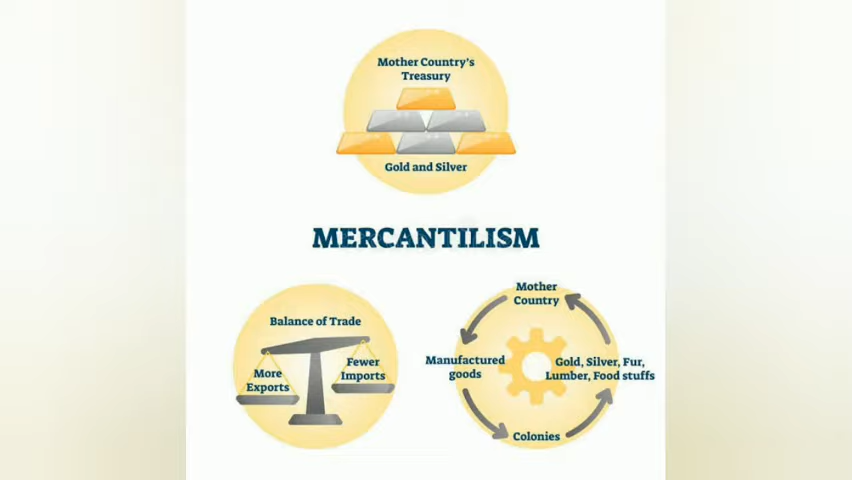 Mother Country's
Treasury
Gold and Silver
MERCANTILISM
Balance of Trade
More
Exports
Fewer
Imports
Mother
Country
Manufactured
goods
Gold, Silver, Fur,
Lumber, Food stuffs
Colonies